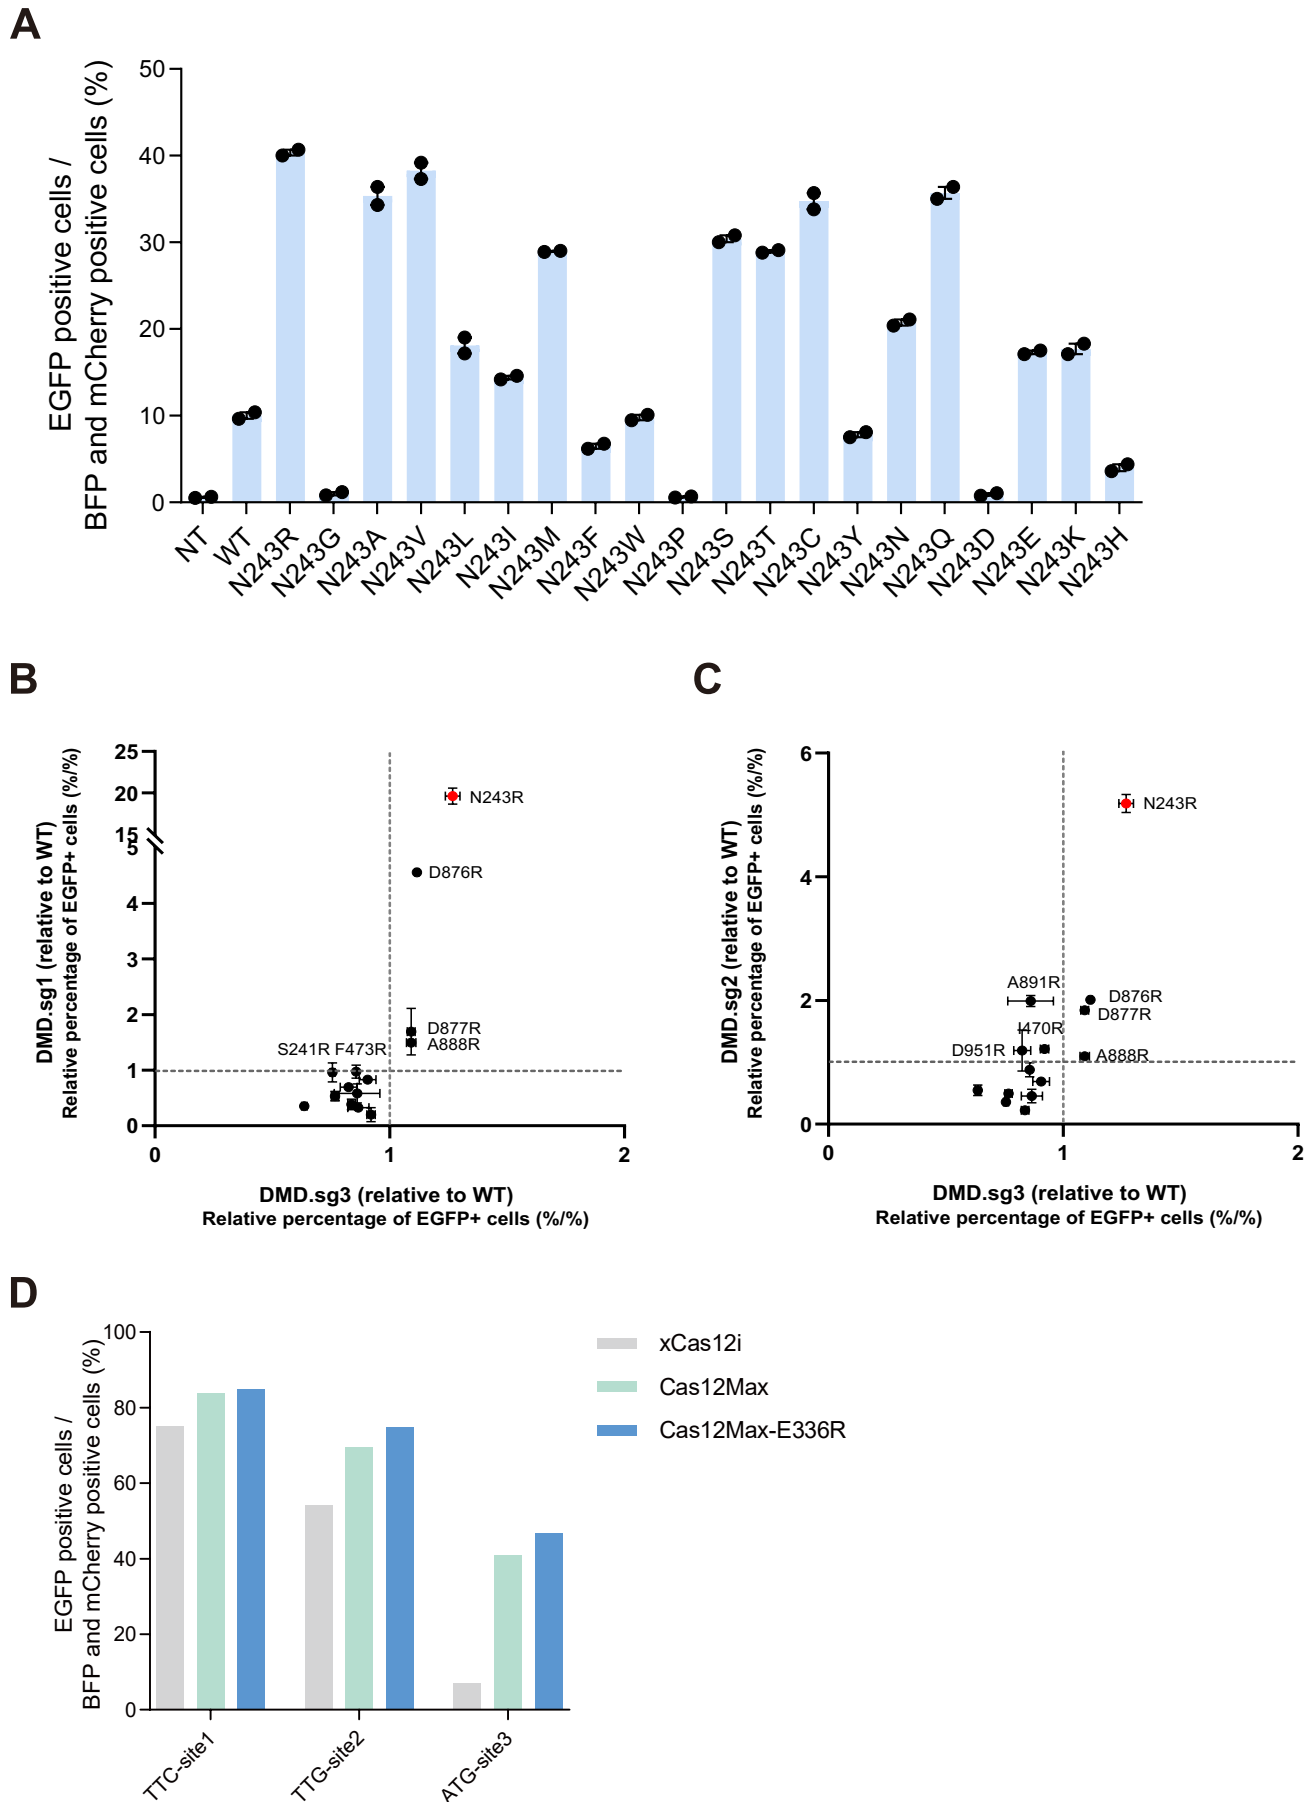 A
EGFP positive cells /
BFP and mCherry positive cells (%)
50
40
30
20
10
0
NT
WT
N243R
N243G
N243A
N243V
N243L
N243I
N243M
N243F
N243W
N243P
N243S
N243T
N243C
N243Y
N243N
N243Q
N243D
N243E
N243K
N243H
B
DMD.sg1 (relative to WT)
Relative percentage of EGFP+ cells (%/%)
25
20
15
5
4
3
2
1
0
N243R
D876R
D877R
A888R
S241R F473R
0
1
2
DMD.sg3 (relative to WT)
Relative percentage of EGFP+ cells (%/%)
C
DMD.sg2 (relative to WT)
Relative percentage of EGFP+ cells (%/%)
6
4
2
0
N243R
A891R
D876R
D877R
I470R
D951R
A888R
0
1
2
DMD.sg3 (relative to WT)
Relative percentage of EGFP+ cells (%/%)
D
EGFP positive cells /
BFP and mCherry positive cells (%)
100
80
60
40
20
0
TTC-site1
TTG-site2
ATG-site3
xCas12i
Cas12Max
Cas12Max-E336R